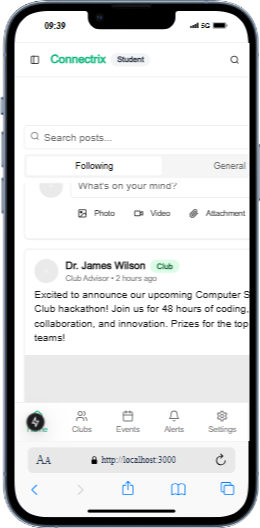 09:39
5G
Connectrix Student
Search posts...
Following General
What's on your mind?
Photo Video Attachment
Dr. James Wilson Club
Club Advisor • 2 hours ago
Excited to announce our upcoming Computer S
Club hackathon! Join us for 48 hours of coding,
collaboration, and innovation. Prizes for the top
teams!
Clubs Events Alerts Settings
AA http://localhost:3000